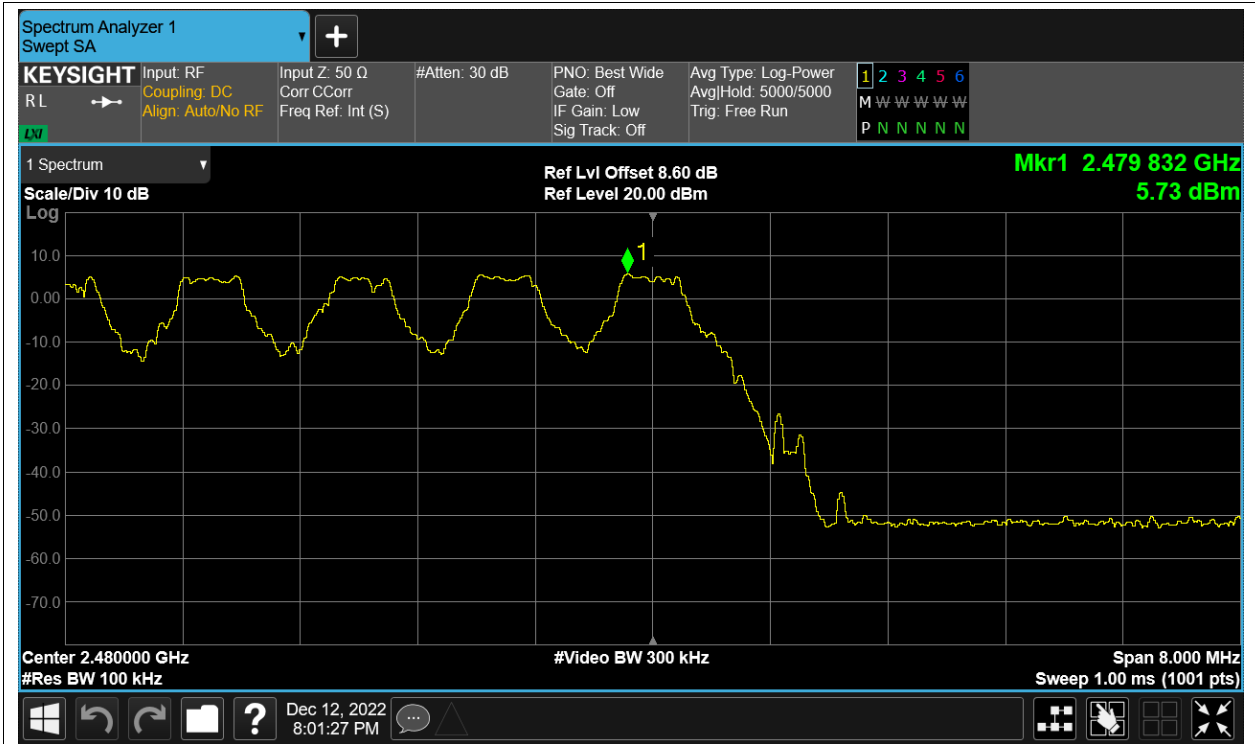 Spectrum Analyzer 1
Swept SA
KEYSIGHT
RL
LXI
Input: RF
Coupling: DC
Align: Auto/No RF
Input Z: 50 Ω
Corr CCorr
Freq Ref: Int (S)
#Atten: 30 dB
PNO: Best Wide
Gate: Off
IF Gain: Low
Sig Track: Off
Avg Type: Log-Power
Avg|Hold: 5000/5000
Trig: Free Run
1 2 3 4 5 6
M W W W W W
P N N N N N
1 Spectrum
Scale/Div 10 dB
Log
Ref Lvl Offset 8.60 dB
Ref Level 20.00 dBm
Mkr1 2.479 832 GHz
5.73 dBm
1
10.0
0.00
-10.0
-20.0
-30.0
-40.0
-50.0
-60.0
-70.0
Center 2.480000 GHz
#Video BW 300 kHz
Span 8.000 MHz
#Res BW 100 kHz
Sweep 1.00 ms (1001 pts)
?
Dec 12, 2022
8:01:27 PM